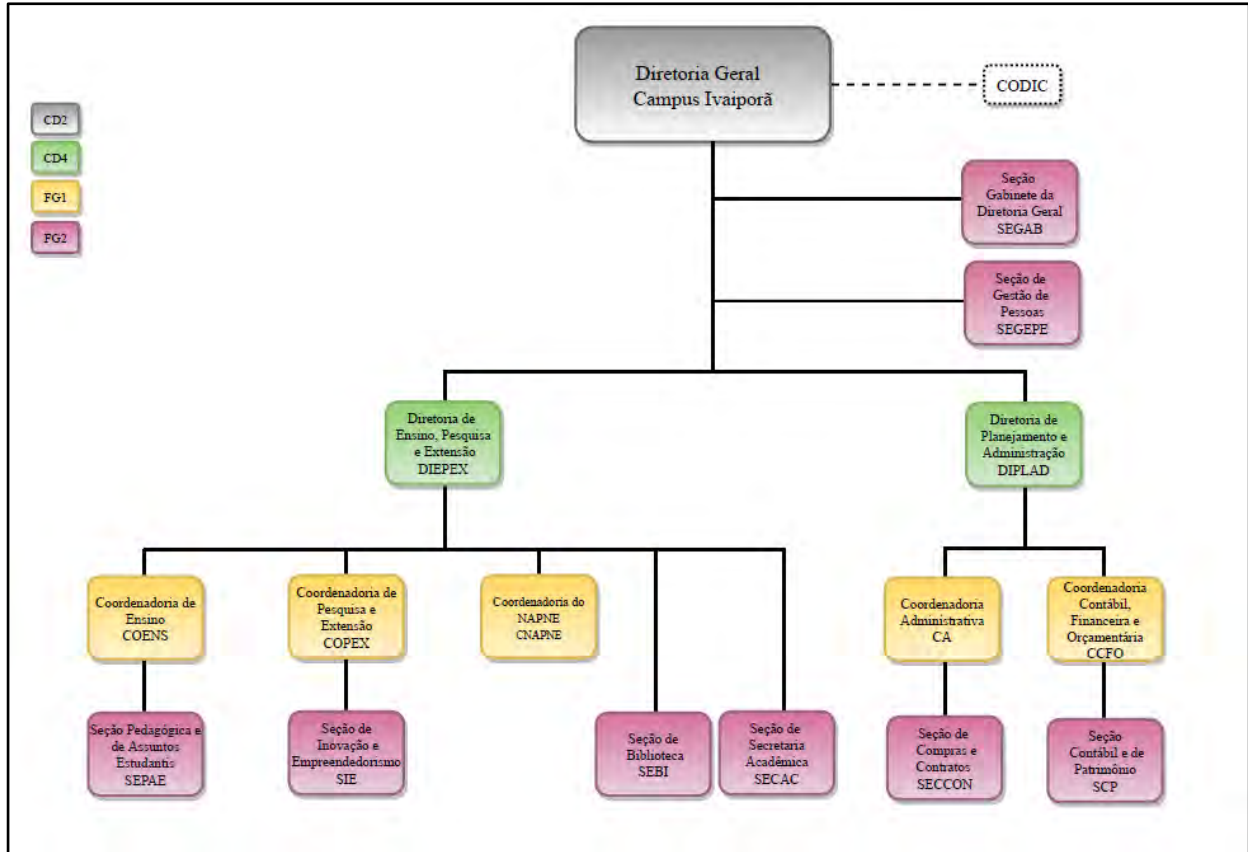 Diretoria Geral
Campus Ivaiporã
CODIC
CD2
CD4
FG1
FG2
Seção
Gabinete da
Diretoria Geral
SEGAB
Seção de
Gestão de
Pessoas
SEGEPE
Diretoria de
Ensino, Pesquisa
e Extensão
DIEPEX
Diretoria de
Planejamento e
Administração
DIPLAD
Coordenadoria de
Ensino
COENS
Coordenadoria de
Pesquisa e
Extensão
COPEX
Coordenadoria do
NAPNE
CNAPNE
Coordenadoria
Administrativa
CA
Coordenadoria
Contábil,
Financeira e
Orçamentária
CCFO
Seção Pedagógica e
de Assuntos
Estudantis
SEPAE
Seção de
Inovação e
Empreendedorismo
SIE
Seção de
Biblioteca
SEBI
Seção de
Secretaria
Acadêmica
SECAC
Seção de
Compras e
Contratos
SECCON
Seção
Contábil e de
Patrimônio
SCP